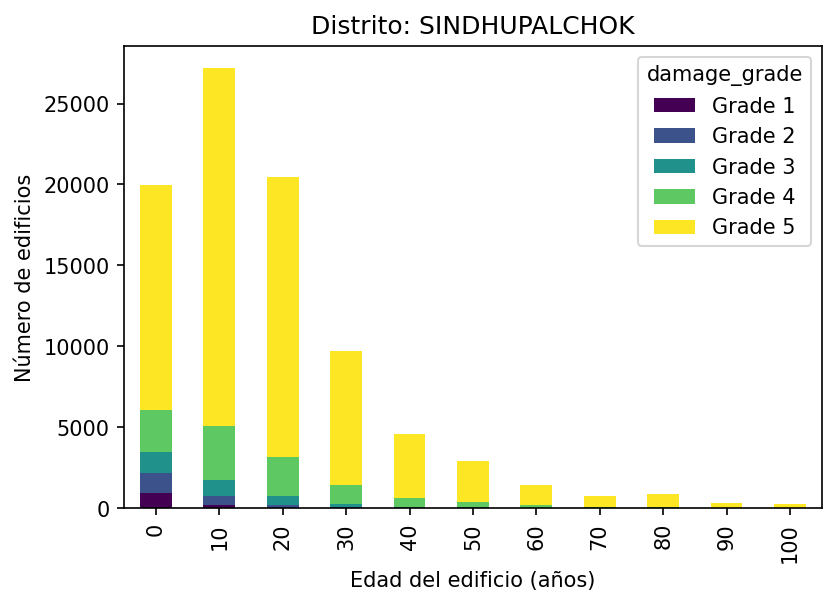 Distrito: SINDHUPALCHOK
damage_grade
Grade 1
Grade 2
Grade 3
Grade 4
Grade 5
Número de edificios
25000
20000
15000
10000
5000
0
0 10 20 30 40 50 60 70 80 90 100
Edad del edificio (años)